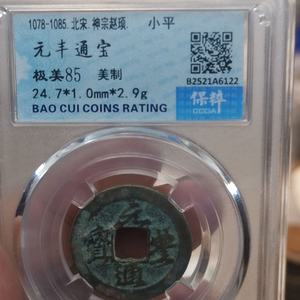 1078-1085.北宋.神宗赵顼. 小平
元丰通宝
极美85 美制
24.7*1.0mm*2.9g
BAO CUI COINS RATING
B2521A6122
保粹
元豐通寶